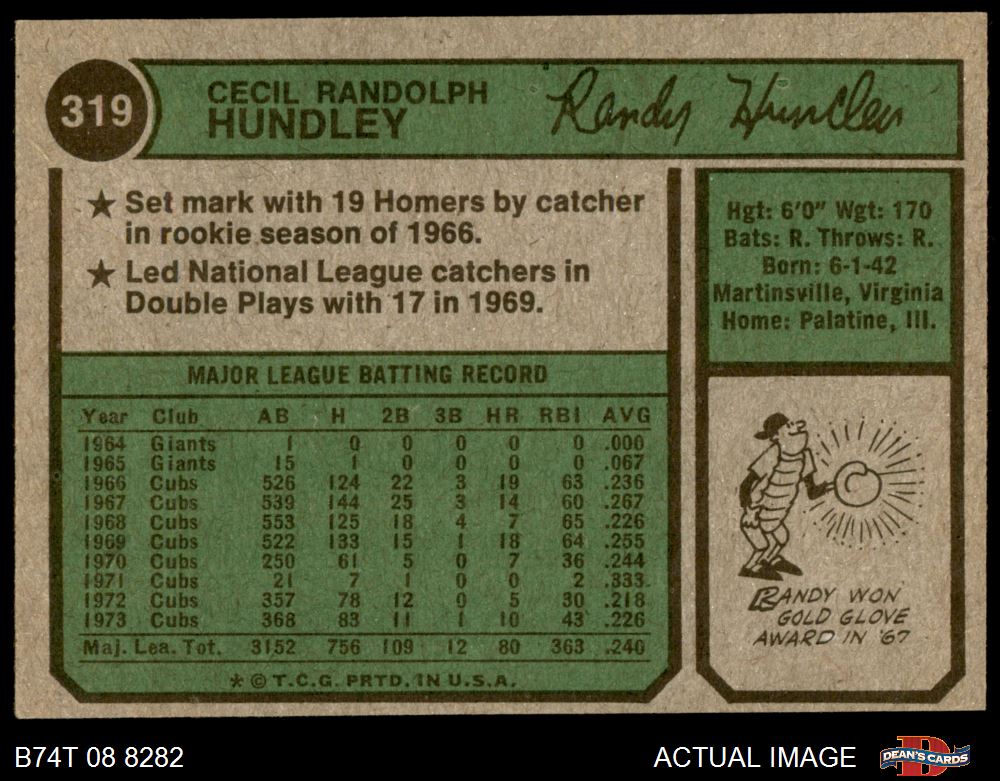 319
CECIL RANDOLPH
HUNDLEY
Randy Hundley
★ Set mark with 19 Homers by catcher
in rookie season of 1966.
★ Led National League catchers in
Double Plays with 17 in 1969.
Hgt: 6'0" Wgt: 170
Bats: R. Throws: R.
Born: 6-1-42
Martinsville, Virginia
Home: Palatine, Ill.
MAJOR LEAGUE BATTING RECORD
Year Club AB H 2B 3B HR RBI AVG
1964 Giants 1 0 0 0 0 0 .000
1965 Giants 15 1 0 0 0 0 .067
1966 Cubs 526 124 22 3 19 63 .236
1967 Cubs 539 144 25 3 14 60 .267
1968 Cubs 553 125 18 4 7 65 .226
1969 Cubs 522 133 15 1 18 64 .255
1970 Cubs 250 61 5 0 7 36 .244
1971 Cubs 21 7 1 0 0 2 .333
1972 Cubs 357 78 12 0 5 30 .218
1973 Cubs 368 83 11 1 10 43 .226
Maj. Lea. Tot. 3152 756 109 12 80 363 .240
* © T.C.G. PRTD. IN U.S.A.
RANDY WON
GOLD GLOVE
AWARD IN '67
B74T 08 8282
ACTUAL IMAGE
DEAN'S CARDS